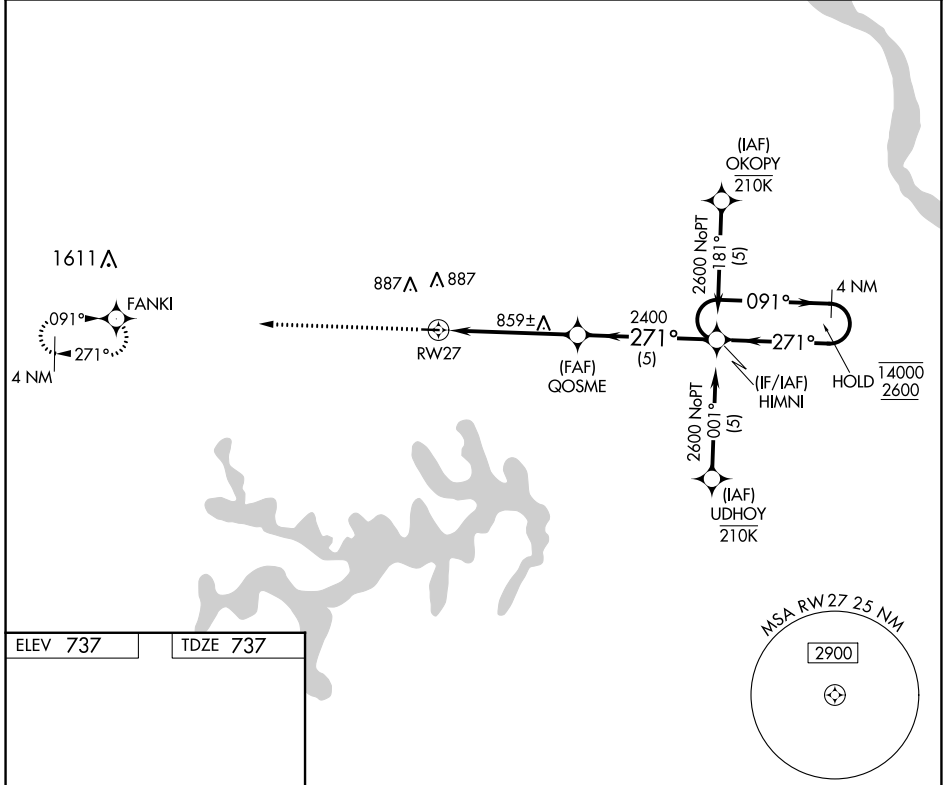 (IAF)
OKOPY
210K
2600 NoPT
181°
(5)
1611
FANKI
091°
271°
4 NM
887
887
RW27
859±
(FAF)
QOSME
2400
271°
(5)
091°
4 NM
271°
(IF/IAF)
HIMNI
HOLD
14000
2600
2600 NoPT
001°
(5)
(IAF)
UDHOY
210K
MSA RW27 25 NM
2900
ELEV 737
TDZE 737